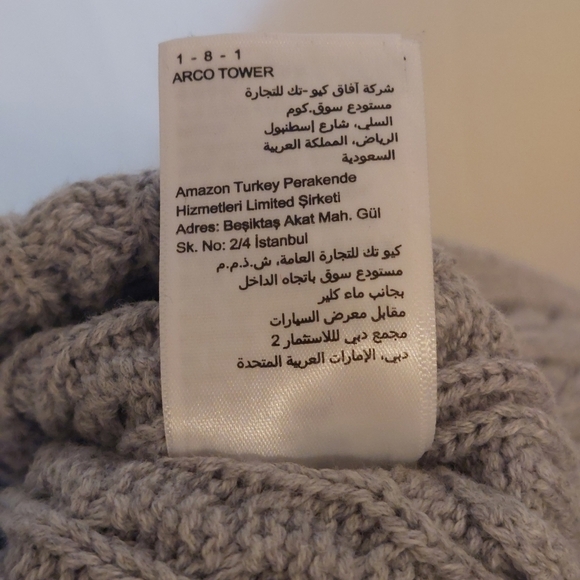 1 - 8 - 1
ARCO TOWER
شركة آفاق كيو-تك للتجارة
مستودع سوق.كوم
السلي، شارع إسطنبول
الرياض، المملكة العربية
السعودية
Amazon Turkey Perakende
Hizmetleri Limited Şirketi
Adres: Beşiktaş Akat Mah. Gül
Sk. No: 2/4 İstanbul
كيو تك للتجارة العامة، ش.ذ.م.م
مستودع سوق باتجاه الداخل
بجانب ماء كلير
مقابل معرض السيارات
مجمع دبي لللاستثمار 2
دبي، الإمارات العربية المتحدة